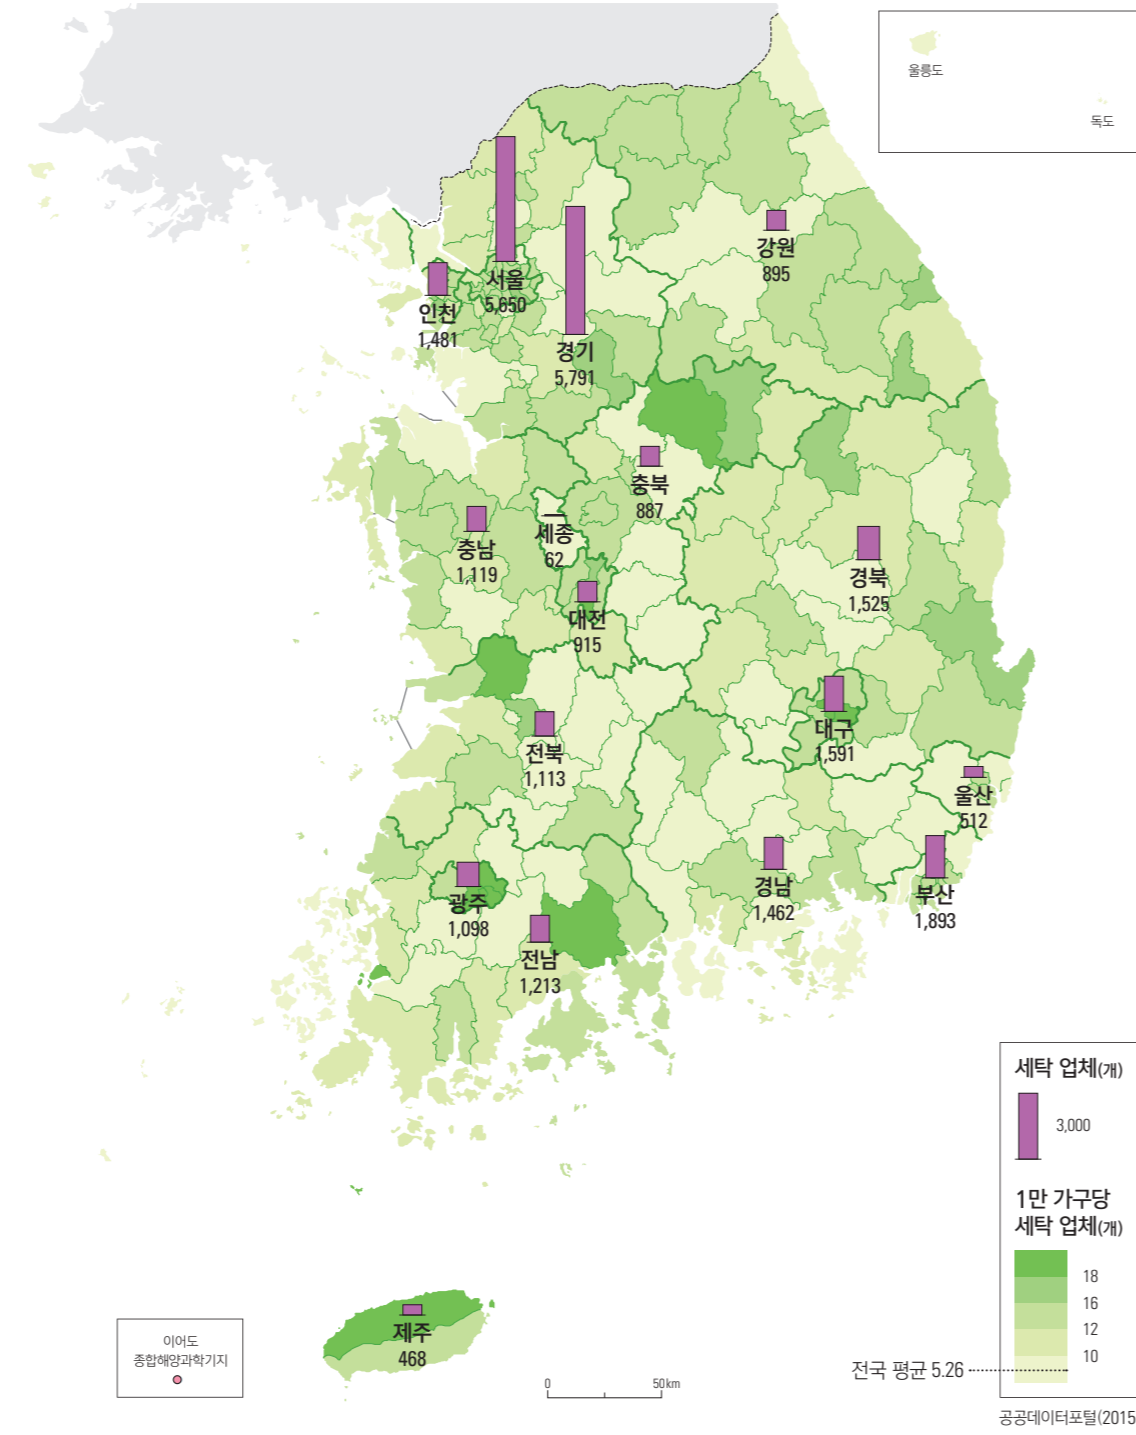 울릉도
독도
강원
895
서울
5,650
인천
1,481
경기
5,791
충북
887
세종
62
충남
1,119
경북
1,525
대전
915
대구
1,591
전북
1,113
울산
512
경남
1,462
부산
1,893
광주
1,098
전남
1,213
제주
468
이어도
종합해양과학기지
0 50km
세탁 업체(개)
3,000
1만 가구당
세탁 업체(개)
18
16
12
10
전국 평균 5.26
공공데이터포털(2015